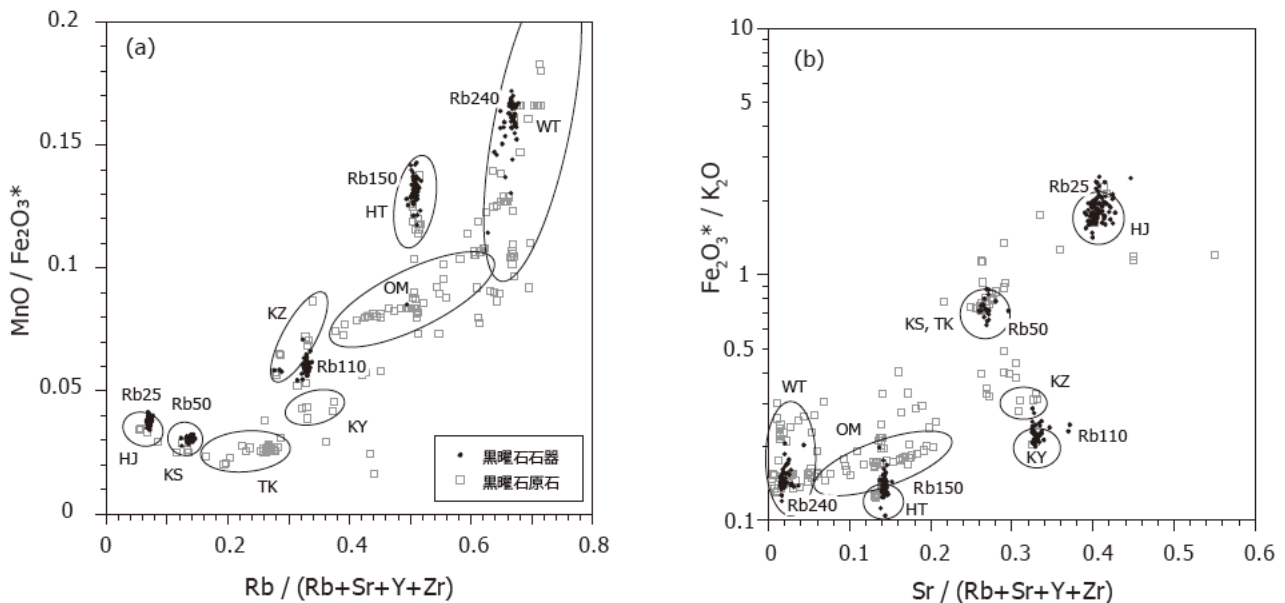 (a)
0.2
0.15
0.1
0.05
0
MnO / Fe₂O₃*
Rb240
WT
Rb150
HT
OM
KZ
Rb110
Rb25
Rb50
KY
HJ
KS
TK
黒曜石石器
黒曜石原石
0 0.2 0.4 0.6 0.8
Rb / (Rb+Sr+Y+Zr)
(b)
10
5
1
0.5
0.1
Fe₂O₃* / K₂O
Rb25
HJ
KS, TK
Rb50
WT
KZ
OM
Rb110
KY
Rb150
Rb240
HT
0 0.1 0.2 0.3 0.4 0.5 0.6
Sr / (Rb+Sr+Y+Zr)